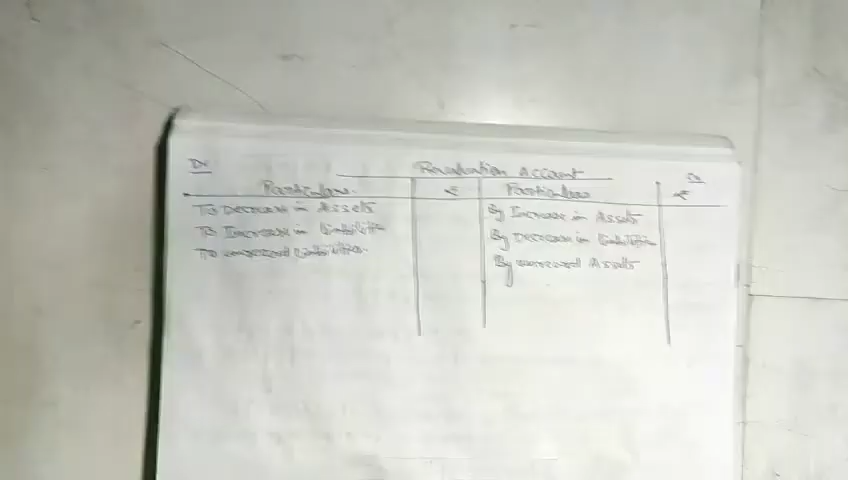 Revaluation Account
Dr Cr
Particulars ₹ Particulars ₹
To Decrease in Assets By Increase in Assets
To Increase in Liabilities By Decrease in Liabilities
To unrecorded Liabilities By unrecorded Assets